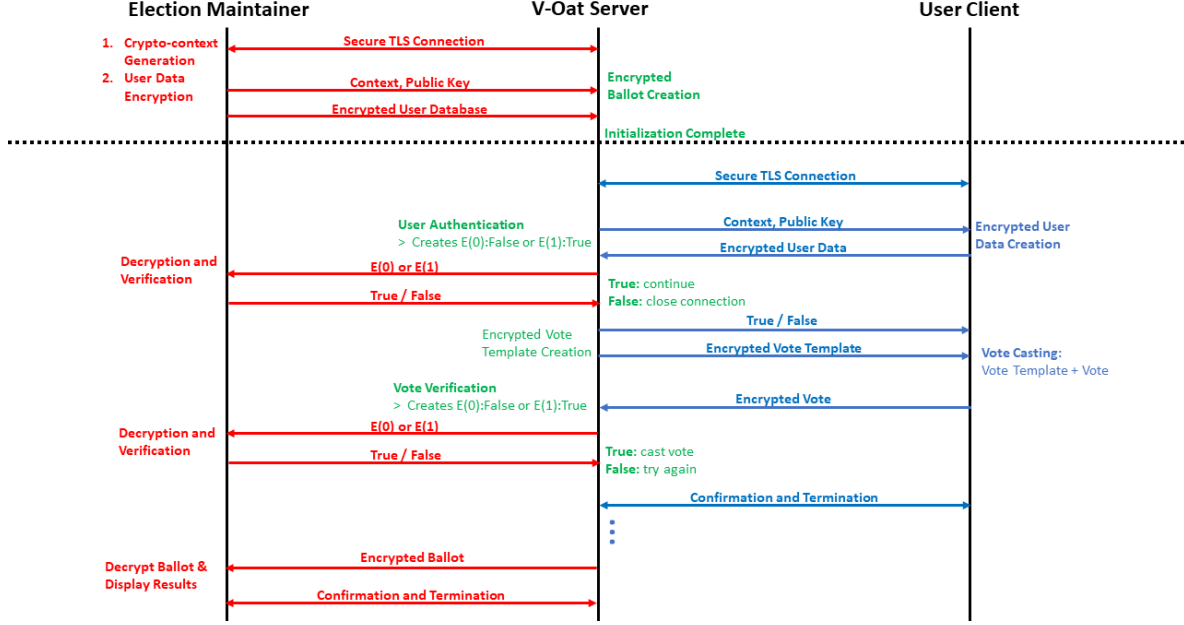 Election Maintainer
V-Oat Server
User Client
1. Crypto-context
Generation
2. User Data
Encryption
Secure TLS Connection
Context, Public Key
Encrypted
Ballot Creation
Encrypted User Database
Initialization Complete
Secure TLS Connection
User Authentication
> Creates E(0):False or E(1):True
Context, Public Key
Encrypted User
Data Creation
Encrypted User Data
Decryption and
Verification
E(0) or E(1)
True / False
True: continue
False: close connection
True / False
Encrypted Vote
Template Creation
Encrypted Vote Template
Vote Casting:
Vote Template + Vote
Vote Verification
> Creates E(0):False or E(1):True
Encrypted Vote
Decryption and
Verification
E(0) or E(1)
True / False
True: cast vote
False: try again
Confirmation and Termination
Encrypted Ballot
Decrypt Ballot &
Display Results
Confirmation and Termination